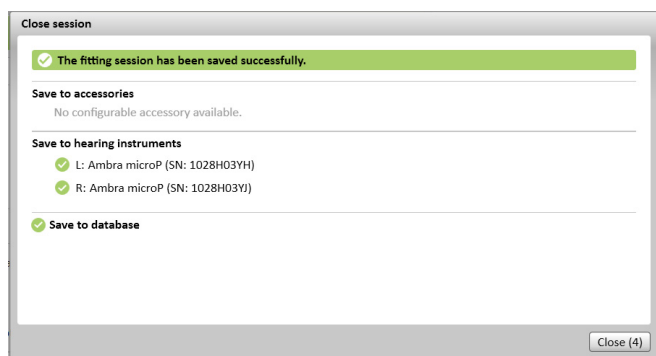 Close session
The fitting session has been saved successfully.
Save to accessories
No configurable accessory available.
Save to hearing instruments
L: Ambra microP (SN: 1028H03YH)
R: Ambra microP (SN: 1028H03YJ)
Save to database
Close (4)